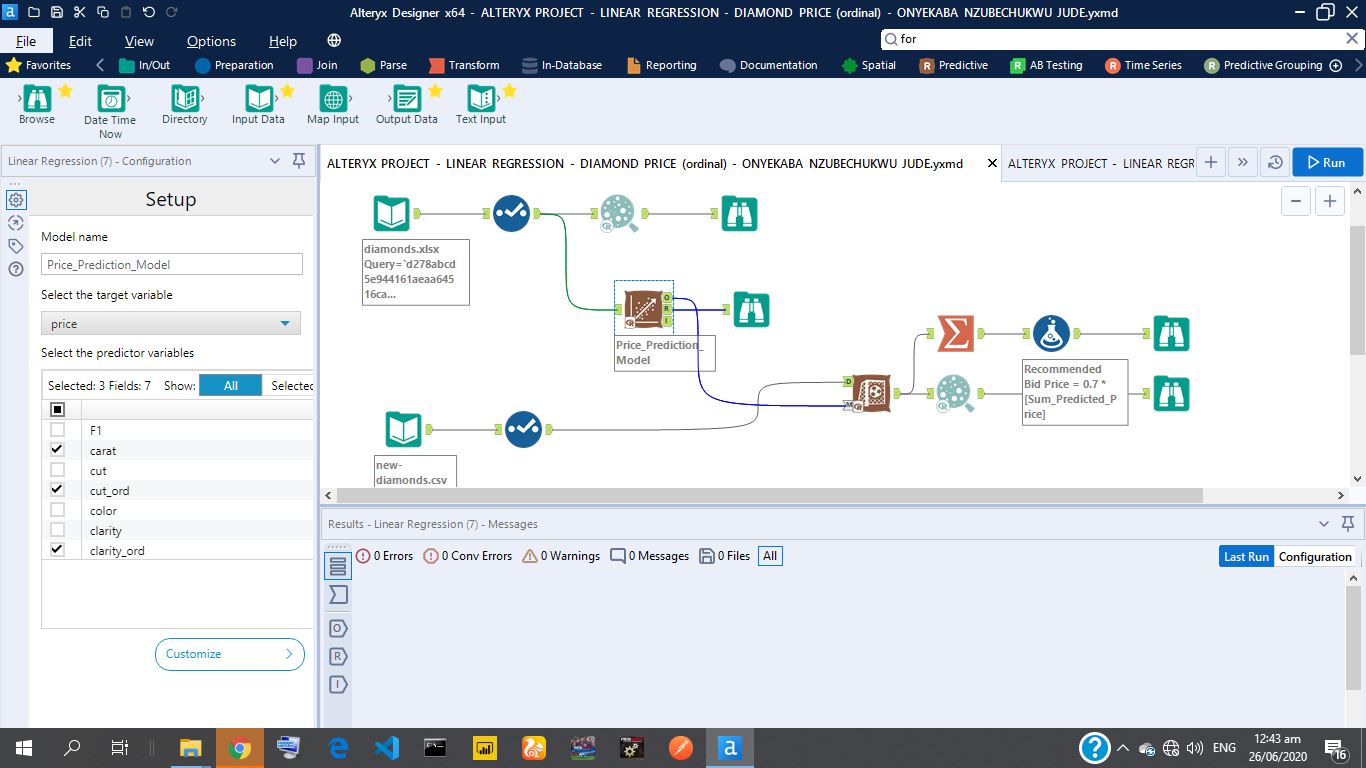 Alteryx Designer x64 - ALTERYX PROJECT - LINEAR REGRESSION - DIAMOND PRICE (ordinal) - ONYEKABA NZUBECHUKWU JUDE.yxmd
File Edit View Options Help
for
Favorites In/Out Preparation Join Parse Transform In-Database Reporting Documentation Spatial Predictive AB Testing Time Series Predictive Grouping
Browse Date Time Directory Input Data Map Input Output Data Text Input
Now
Linear Regression (7) - Configuration
ALTERYX PROJECT - LINEAR REGRESSION - DIAMOND PRICE (ordinal) - ONYEKABA NZUBECHUKWU JUDE.yxmd
ALTERYX PROJECT - LINEAR REGR
Run
Setup
Model name
Price_Prediction_Model
Select the target variable
price
Select the predictor variables
Selected: 3 Fields: 7 Show: All Selected
F1
carat
cut
cut_ord
color
clarity
clarity_ord
Customize
diamonds.xlsx
Query=`d278abcd
5e944161aeaa645
16ca...
O
R
I
Price_Prediction_
Model
D
M
Recommended
Bid Price = 0.7 *
[Sum_Predicted_P
rice]
new-
diamonds.csv
Results - Linear Regression (7) - Messages
0 Errors 0 Conv Errors 0 Warnings 0 Messages 0 Files All
Last Run Configuration
O
R
I
ENG
12:43 am
26/06/2020
16